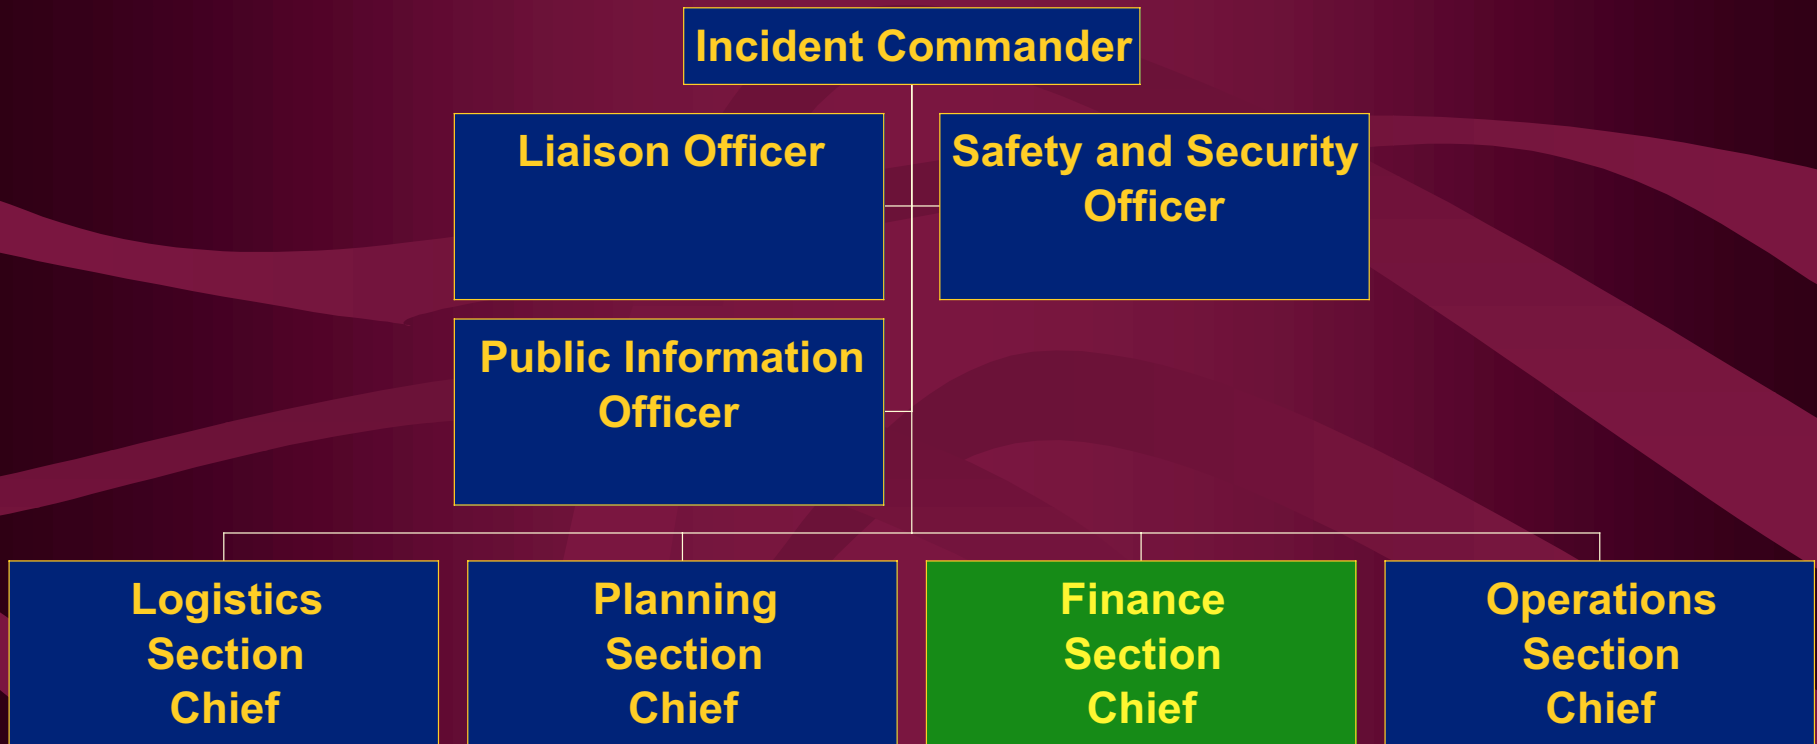 Incident Commander
Liaison Officer
Safety and Security
Officer
Public Information
Officer
Logistics
Section
Chief
Planning
Section
Chief
Finance
Section
Chief
Operations
Section
Chief